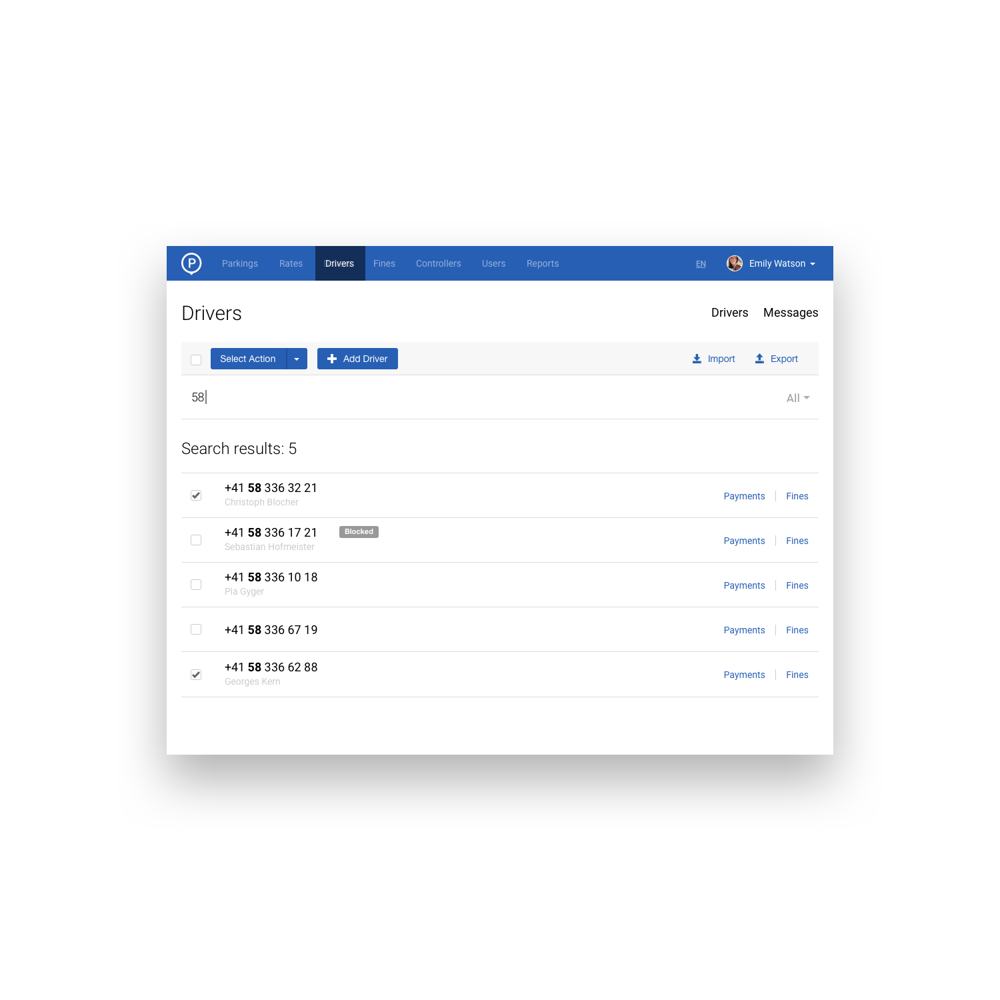 P Parkings Rates Drivers Fines Controllers Users Reports EN Emily Watson
Drivers Drivers Messages
Select Action Add Driver Import Export
58 All
Search results: 5
+41 58 336 32 21
Christoph Blocher
Payments Fines
+41 58 336 17 21 Blocked
Sebastian Hofmeister
Payments Fines
+41 58 336 10 18
Pia Gyger
Payments Fines
+41 58 336 67 19 Payments Fines
+41 58 336 62 88
Georges Kern
Payments Fines